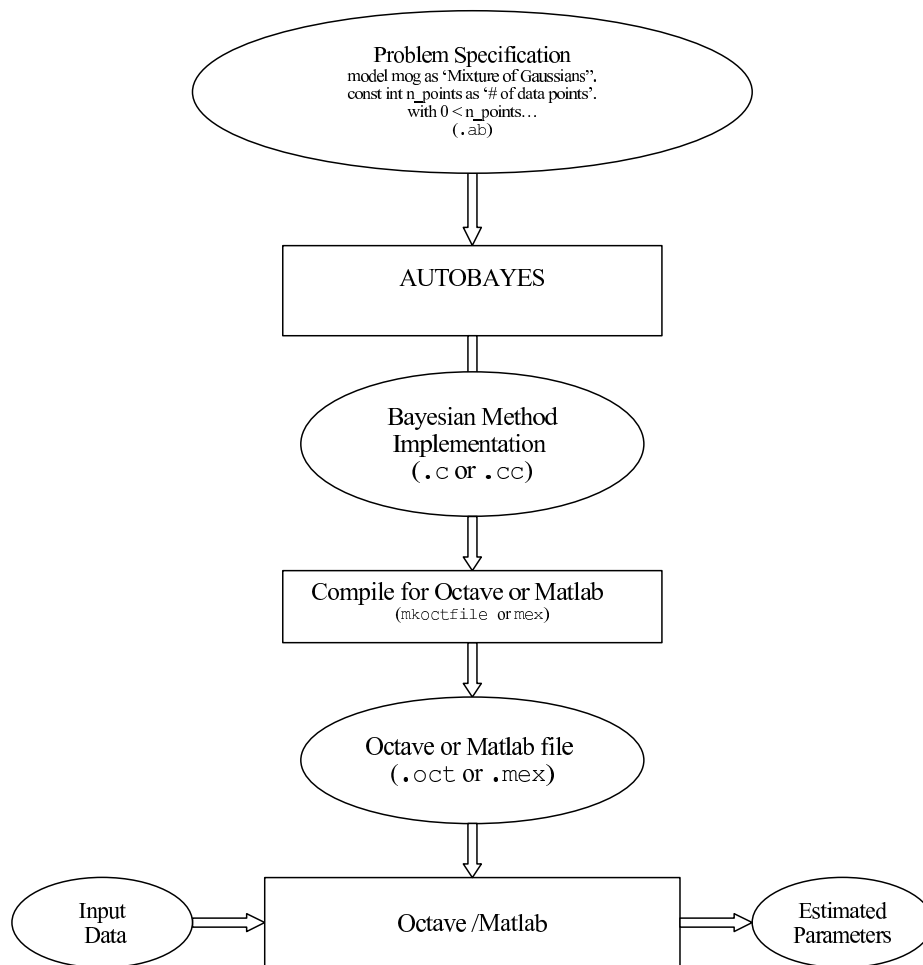 Problem Specification
model mog as ‘Mixture of Gaussians”.
const int n_points as ‘# of data points’.
with 0 < n_points…
(.ab)
AUTOBAYES
Bayesian Method
Implementation
(.c or .cc)
Compile for Octave or Matlab
(mkoctfile or mex)
Octave or Matlab file
(.oct or .mex)
Input
Data
Octave /Matlab
Estimated
Parameters